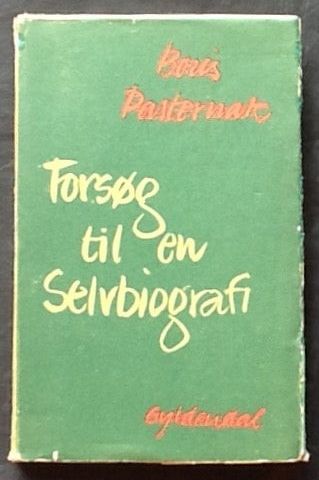 Boris
Pasternak
Forsøg
til en
Selvbiografi
Gyldendal